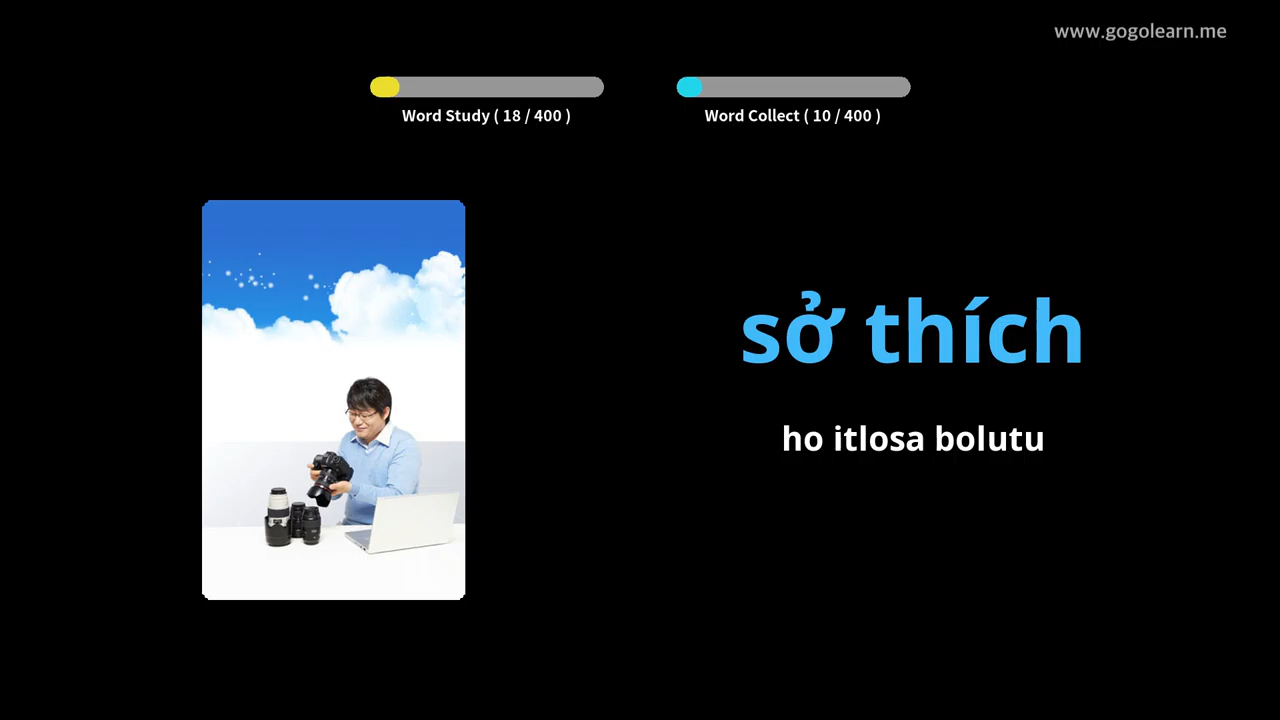 www.gogolearn.me
Word Study ( 18 / 400 )
Word Collect ( 10 / 400 )
sở thích
ho itlosa bolutu